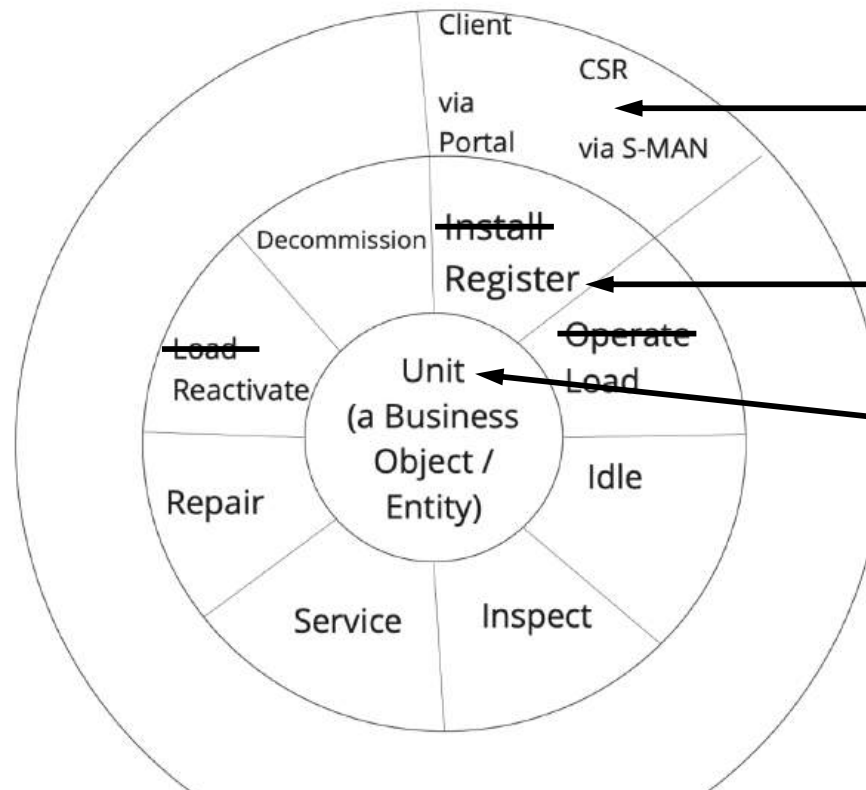 Client
CSR
via
Portal
via S-MAN
Decommission
Install
Register
Operate
Load
Load
Reactivate
Unit
(a Business
Object /
Entity)
Idle
Repair
Service
Inspect